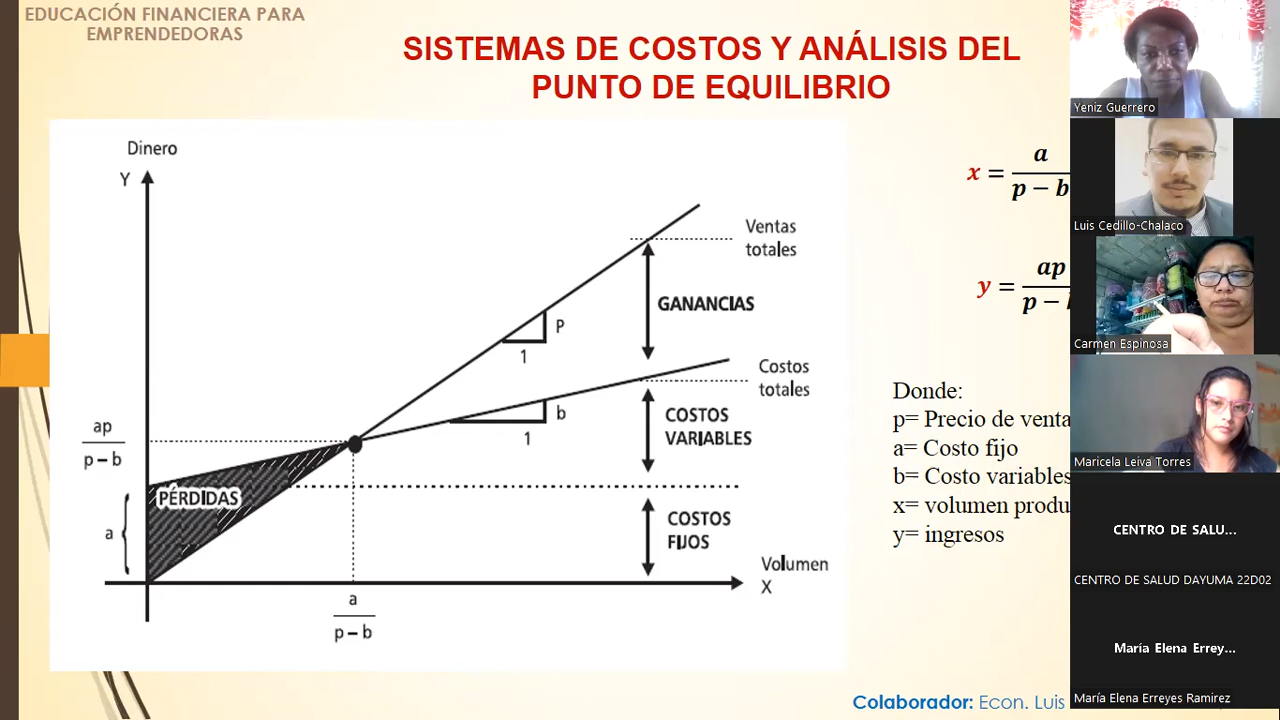 EDUCACIÓN FINANCIERA PARA
EMPRENDEDORAS
SISTEMAS DE COSTOS Y ANÁLISIS DEL
PUNTO DE EQUILIBRIO
Dinero
Y
Ventas
totales
GANANCIAS
P
1
Costos
totales
b
1
COSTOS
VARIABLES
ap
p – b
PÉRDIDAS
a
COSTOS
FIJOS
Volumen
X
a
p – b
x = a
p − b
y = ap
p −
Donde:
p= Precio de venta
a= Costo fijo
b= Costo variables
x= volumen produ
y= ingresos
Colaborador: Econ. Luis
Yeniz Guerrero
Luis Cedillo-Chalaco
Carmen Espinosa
Maricela Leiva Torres
CENTRO DE SALU...
CENTRO DE SALUD DAYUMA 22D02
María Elena Errey...
María Elena Erreyes Ramirez